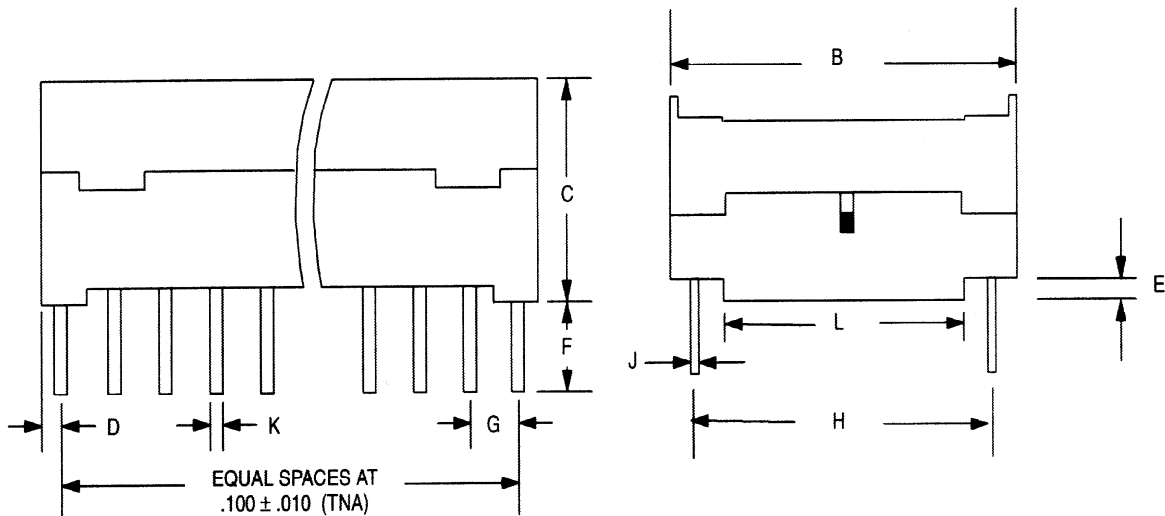 B
C
E
L
F
J
D
K
G
H
EQUAL SPACES AT
.100 ± .010 (TNA)